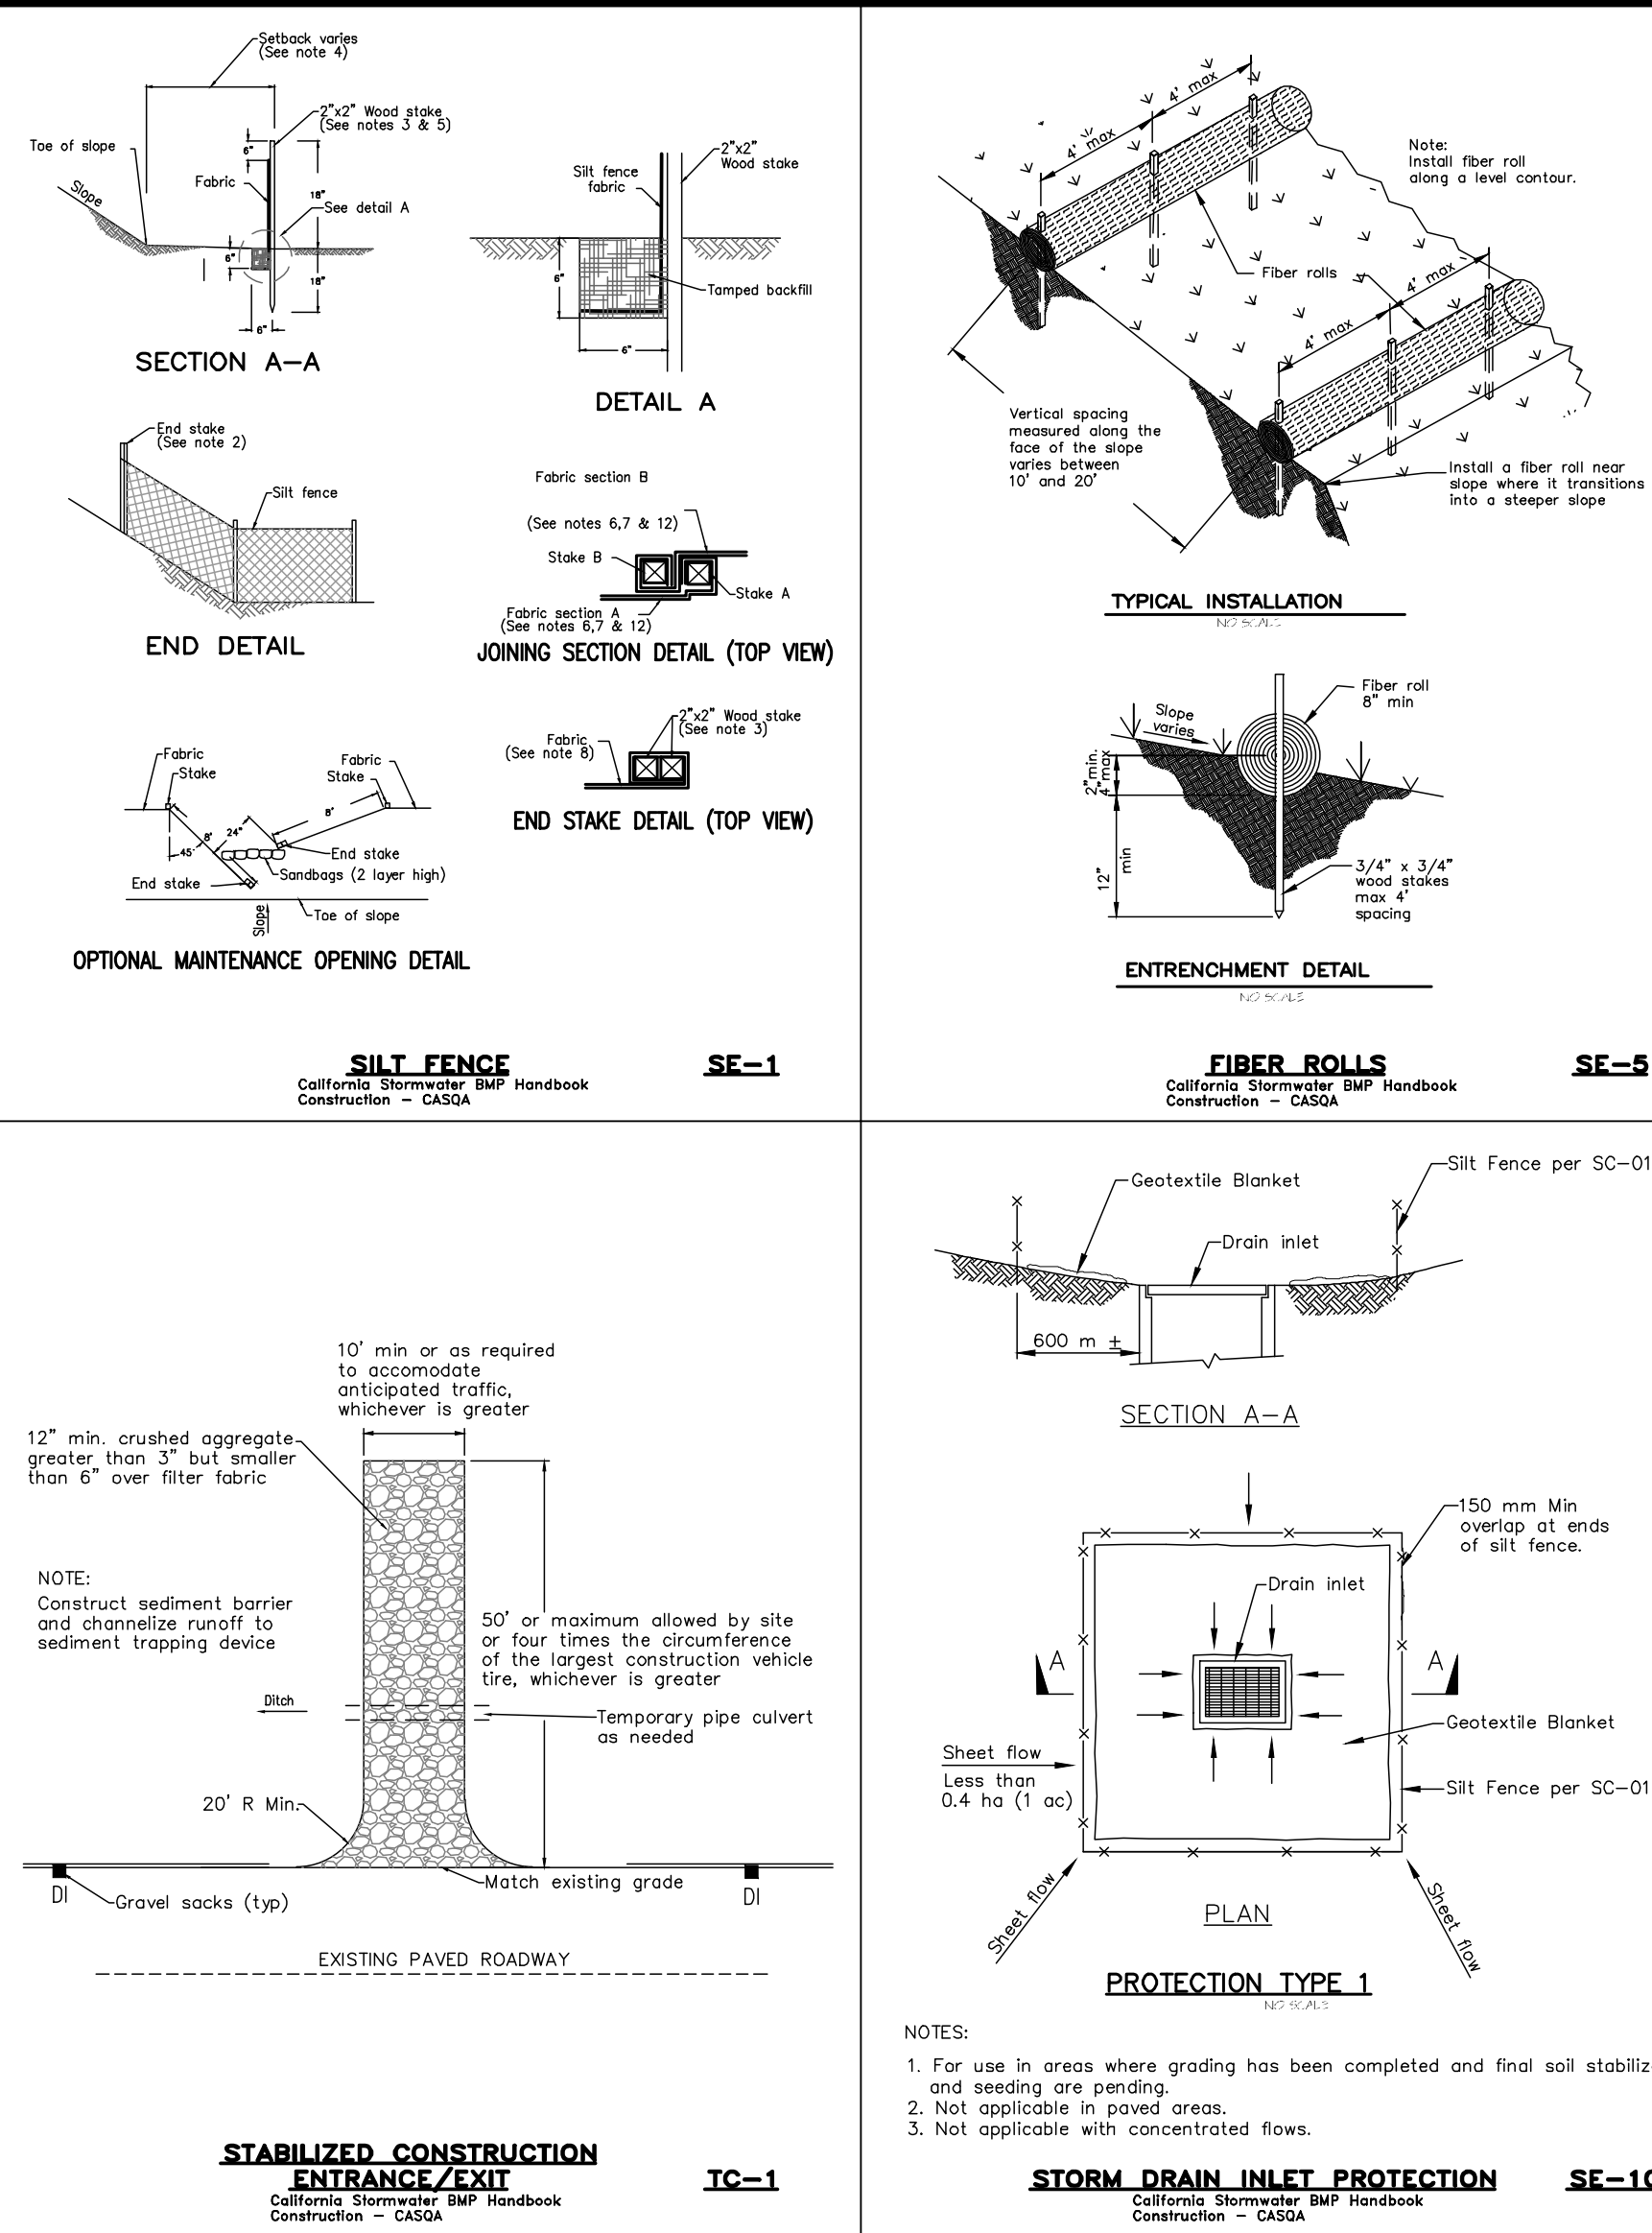 Setback varies
(See note 4)
2"x2" Wood stake
(See notes 3 & 5)
Toe of slope
6"
Fabric
Slope
18"
See detail A
6"
18"
6"
SECTION A-A
2"x2"
Wood stake
Silt fence
fabric
6"
Tamped backfill
6"
DETAIL A
End stake
(See note 2)
Silt fence
END DETAIL
Fabric section B
(See notes 6,7 & 12)
Stake B
Stake A
Fabric section A
(See notes 6,7 & 12)
JOINING SECTION DETAIL (TOP VIEW)
2"x2" Wood stake
(See note 3)
Fabric
(See note 8)
END STAKE DETAIL (TOP VIEW)
Fabric
Stake
Fabric
Stake
8'
24"
8'
45°
End stake
Sandbags (2 layer high)
End stake
Toe of slope
Slope
OPTIONAL MAINTENANCE OPENING DETAIL
SILT FENCE
SE-1
California Stormwater BMP Handbook
Construction - CASQA
4' max
4' max
Note:
Install fiber roll
along a level contour.
Fiber rolls
4' max
4' max
Vertical spacing
measured along the
face of the slope
varies between
10' and 20'
Install a fiber roll near
slope where it transitions
into a steeper slope
TYPICAL INSTALLATION
NO SCALE
Fiber roll
8" min
Slope
varies
2"min.
4"max
12"
min
3/4" x 3/4"
wood stakes
max 4'
spacing
ENTRENCHMENT DETAIL
NO SCALE
FIBER ROLLS
SE-5
California Stormwater BMP Handbook
Construction - CASQA
10' min or as required
to accomodate
anticipated traffic,
whichever is greater
12" min. crushed aggregate
greater than 3" but smaller
than 6" over filter fabric
NOTE:
Construct sediment barrier
and channelize runoff to
sediment trapping device
50' or maximum allowed by site
or four times the circumference
of the largest construction vehicle
tire, whichever is greater
Ditch
Temporary pipe culvert
as needed
20' R Min.
Match existing grade
DI
Gravel sacks (typ)
DI
EXISTING PAVED ROADWAY
STABILIZED CONSTRUCTION
ENTRANCE/EXIT
TC-1
California Stormwater BMP Handbook
Construction - CASQA
Silt Fence per SC-01
Geotextile Blanket
Drain inlet
600 m ±
SECTION A-A
150 mm Min
overlap at ends
of silt fence.
Drain inlet
A
A
Geotextile Blanket
Sheet flow
Less than
0.4 ha (1 ac)
Silt Fence per SC-01
Sheet flow
Sheet flow
PLAN
PROTECTION TYPE 1
NO SCALE
NOTES:
1. For use in areas where grading has been completed and final soil
and seeding are pending.
2. Not applicable in paved areas.
3. Not applicable with concentrated flows.
STORM DRAIN INLET PROTECTION
California Stormwater BMP Handbook
Construction - CASQA